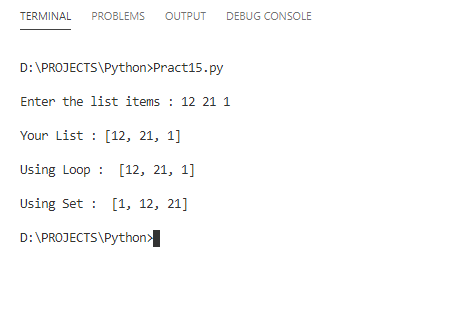 TERMINAL PROBLEMS OUTPUT DEBUG CONSOLE
D:\PROJECTS\Python>Pract15.py
Enter the list items : 12 21 1
Your List : [12, 21, 1]
Using Loop :  [12, 21, 1]
Using Set :  [1, 12, 21]
D:\PROJECTS\Python>